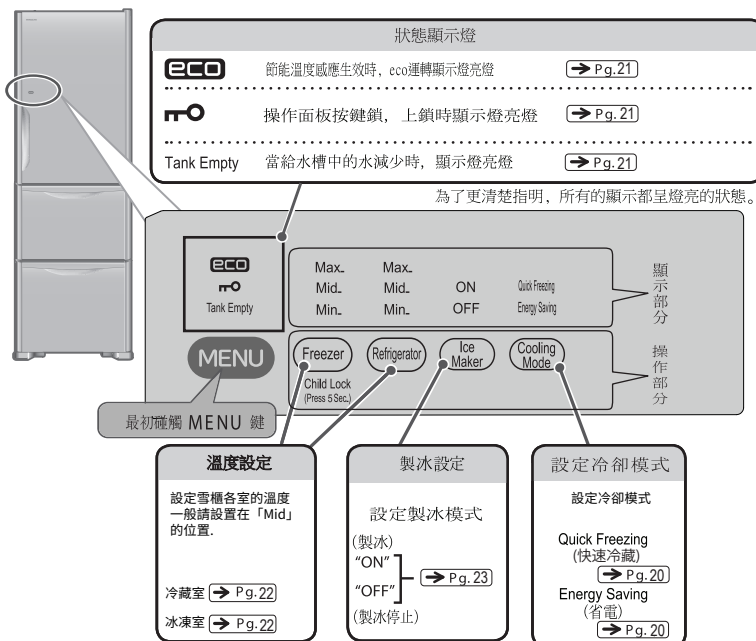 狀態顯示燈
eco 節能溫度感應生效時，eco運轉顯示燈亮燈 ➔ Pg.21
操作面板按鍵鎖，上鎖時顯示燈亮燈 ➔ Pg.21
Tank Empty 當給水槽中的水減少時，顯示燈亮燈 ➔ Pg.21
為了更清楚指明，所有的顯示都呈燈亮的狀態。
eco
Tank Empty
Max. Max.
Mid. Mid. ON Quick Freezing
Min. Min. OFF Energy Saving
顯示部分
MENU
Freezer
Refrigerator
Ice
Maker
Cooling
Mode
Child Lock
(Press 5 Sec.)
操作部分
最初碰觸 MENU 鍵
溫度設定
設定雪櫃各室的溫度
一般請設置在「Mid」
的位置.
冷藏室 ➔ Pg.22
冰凍室 ➔ Pg.22
製冰設定
設定製冰模式
(製冰)
“ON”
➔ Pg.23
“OFF”
(製冰停止)
設定冷卻模式
設定冷卻模式
Quick Freezing
(快速冷藏)
➔ Pg.20
Energy Saving
(省電)
➔ Pg.20